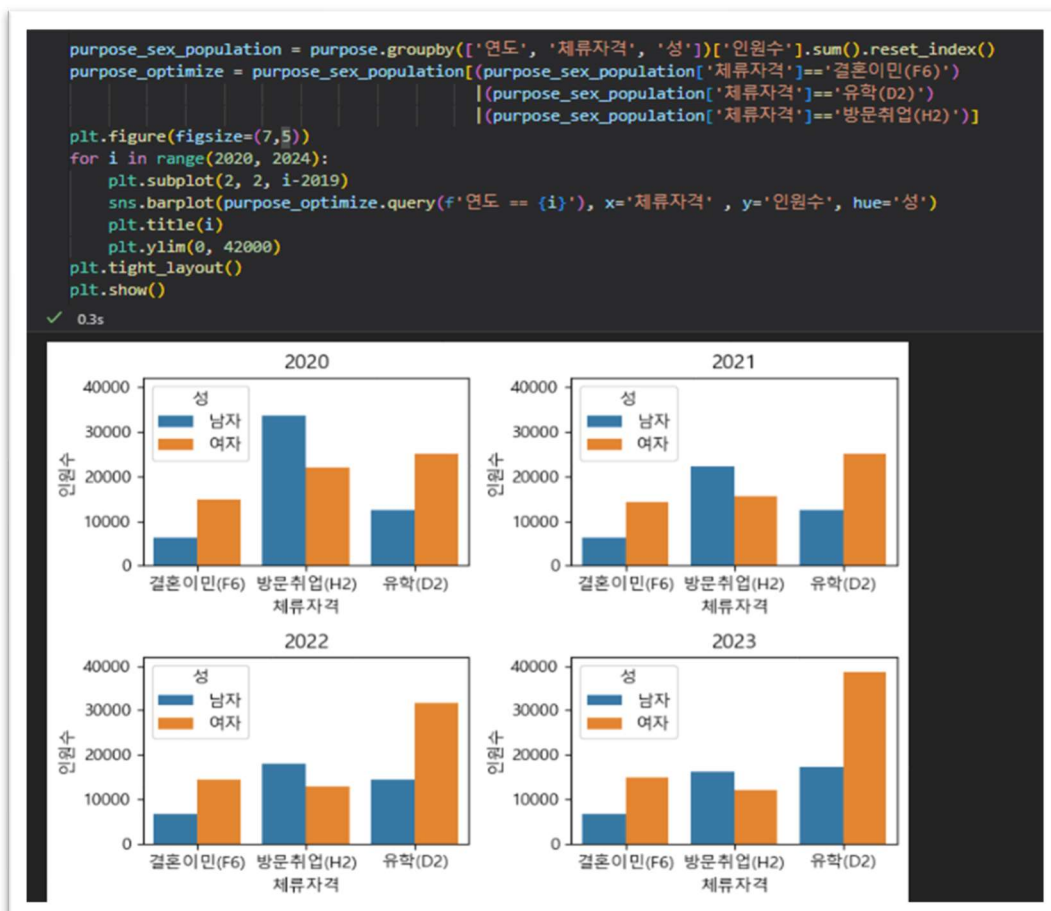 purpose_sex_population = purpose.groupby(['연도', '체류자격', '성'])['인원수'].sum().reset_index()
purpose_optimize = purpose_sex_population[(purpose_sex_population['체류자격']=='결혼이민(F6)')
|(purpose_sex_population['체류자격']=='유학(D2)')
|(purpose_sex_population['체류자격']=='방문취업(H2)')]
plt.figure(figsize=(7,5))
for i in range(2020, 2024):
plt.subplot(2, 2, i-2019)
sns.barplot(purpose_optimize.query(f'연도 == {i}'), x='체류자격' , y='인원수', hue='성')
plt.title(i)
plt.ylim(0, 42000)
plt.tight_layout()
plt.show()
✓ 0.3s
2020
40000
30000
20000
10000
0
인원수
성
남자
여자
결혼이민(F6) 방문취업(H2) 유학(D2)
체류자격
2021
40000
30000
20000
10000
0
인원수
성
남자
여자
결혼이민(F6) 방문취업(H2) 유학(D2)
체류자격
2022
40000
30000
20000
10000
0
인원수
성
남자
여자
결혼이민(F6) 방문취업(H2) 유학(D2)
체류자격
2023
40000
30000
20000
10000
0
인원수
성
남자
여자
결혼이민(F6) 방문취업(H2) 유학(D2)
체류자격